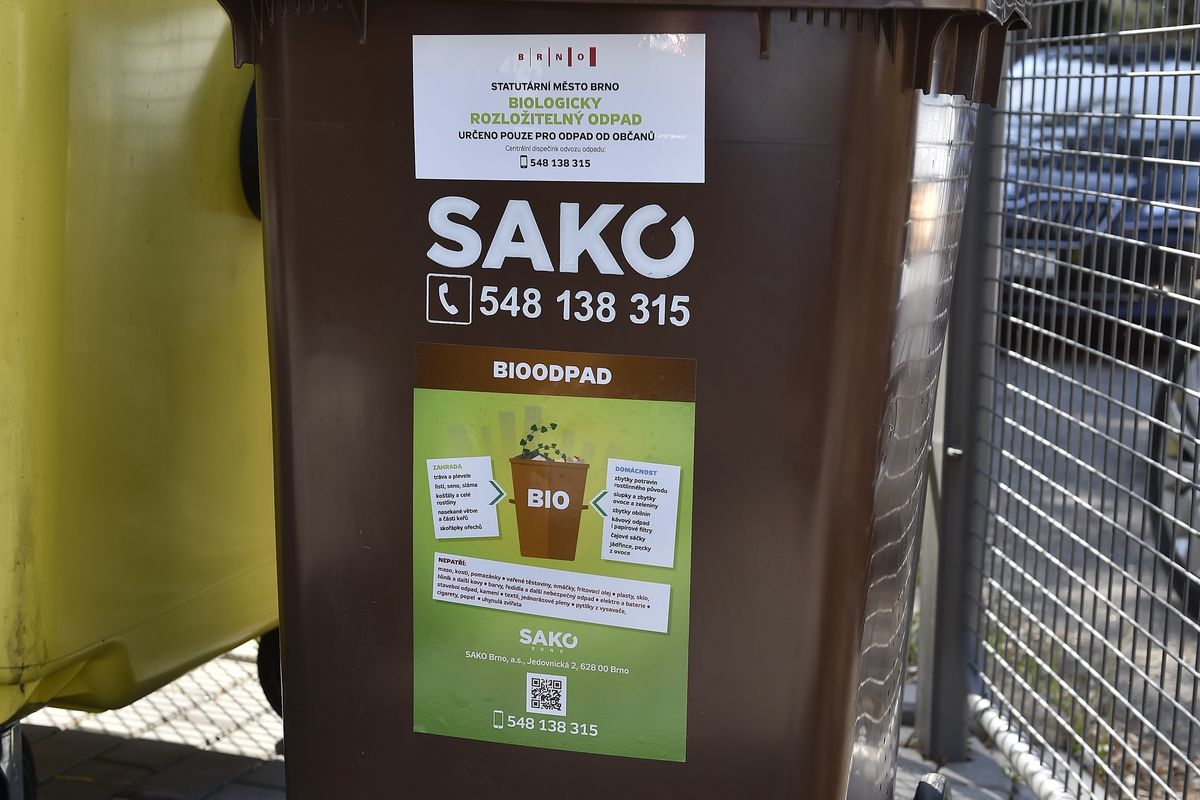 BRNO
STATUTÁRNÍ MĚSTO BRNO
BIOLOGICKY
ROZLOŽITELNÝ ODPAD
URČENO POUZE PRO ODPAD OD OBČANŮ
Centrální dispečink odvozu odpadu:
548 138 315
SAKO
548 138 315
BIOODPAD
ZAHRADA
tráva a plevele
listí, seno, sláma
košťály a celé
rostliny
nasekané větve
a části keřů
skořápky ořechů
BIO
DOMÁCNOST
zbytky potravin
rostlinného původu
slupky a zbytky
ovoce a zeleniny
zbytky obilnin
kávový odpad
i papírové filtry
čajové sáčky
jádřince, pecky
z ovoce
NEPATŘÍ:
maso, kosti, pomazánky • vařené těstoviny, omáčky, fritovací olej • plasty, sklo,
hliník a další kovy • barvy, ředidla a další nebezpečný odpad • elektro a baterie •
stavební odpad, kamení • textil, jednorázové pleny • pytlíky z vysavače,
cigarety, popel • uhynulá zvířata
SAKO
BRNO
SAKO Brno, a.s., Jedovnická 2, 628 00 Brno
548 138 315